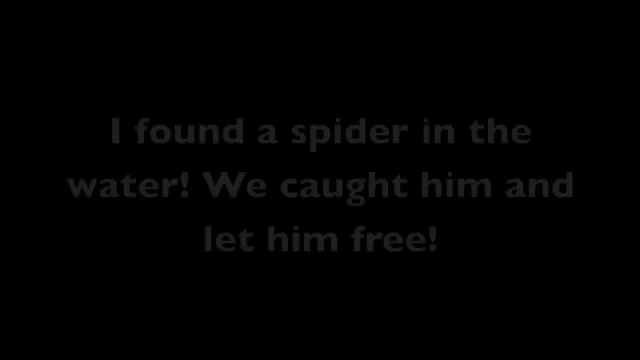 I found a spider in the
water! We caught him and
let him free!